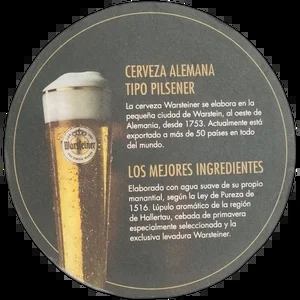 CERVEZA ALEMANA
TIPO PILSENER
La cerveza Warsteiner se elabora en la
pequeña ciudad de Warstein, al oeste de
Alemania, desde 1753. Actualmente está
exportado a más de 50 países en todo
del mundo.
Warsteiner
LOS MEJORES INGREDIENTES
Elaborada con agua suave de su propio
manantial, según la Ley de Pureza de
1516. Lúpulo aromático de la región
de Hallertau, cebada de primavera
especialmente seleccionada y la
exclusiva levadura Warsteiner.